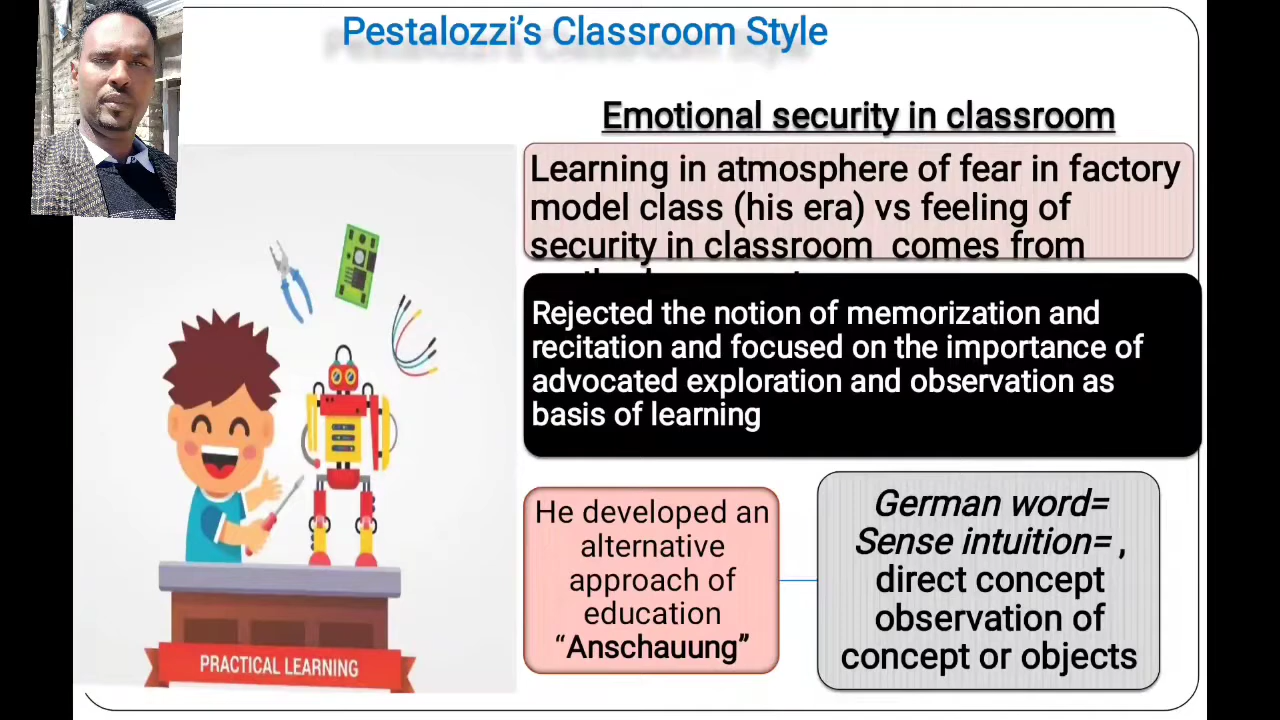 Pestalozzi's Classroom Style
Emotional security in classroom
Learning in atmosphere of fear in factory
model class (his era) vs feeling of
security in classroom comes from
Rejected the notion of memorization and
recitation and focused on the importance of
advocated exploration and observation as
basis of learning
He developed an
alternative
approach of
education
“Anschauung”
German word=
Sense intuition= ,
direct concept
observation of
concept or objects
PRACTICAL LEARNING